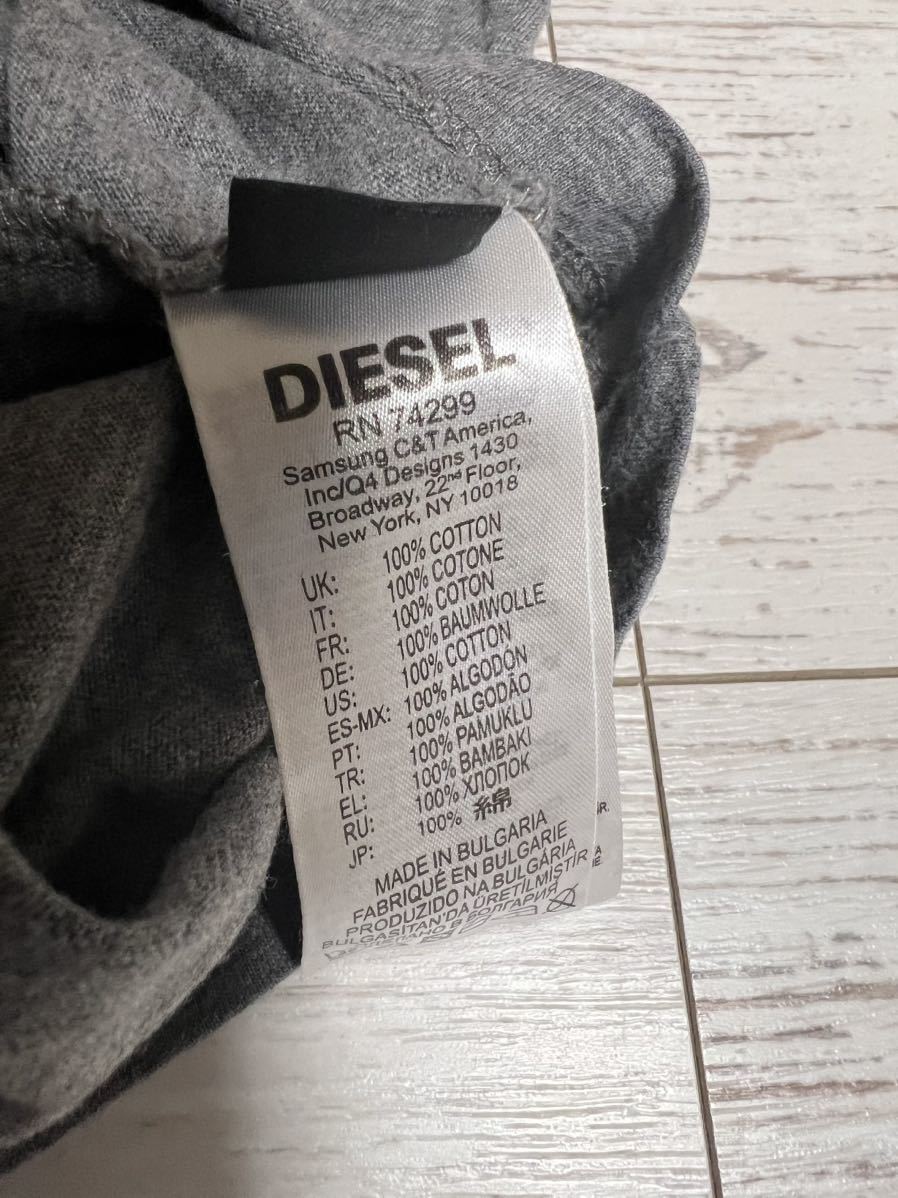 DIESEL
RN 74299
Samsung C&T America,
Inc/Q4 Designs 1430
Broadway, 22nd Floor,
New York, NY 10018
UK: 100% COTTON
IT: 100% COTONE
FR: 100% COTON
DE: 100% BAUMWOLLE
US: 100% COTTON
ES-MX: 100% ALGODÓN
PT: 100% ALGODÃO
TR: 100% PAMUKLU
EL: 100% BAMBAKI
RU: 100% ХЛОПОК
JP: 100% 綿
MADE IN BULGARIA
FABRIQUÉ EN BULGARIE
PRODUZIDO NA BULGÁRIA
BULGASITAN'DA ÜRETİLMİŞTİR
В БОЛГАРИЯ